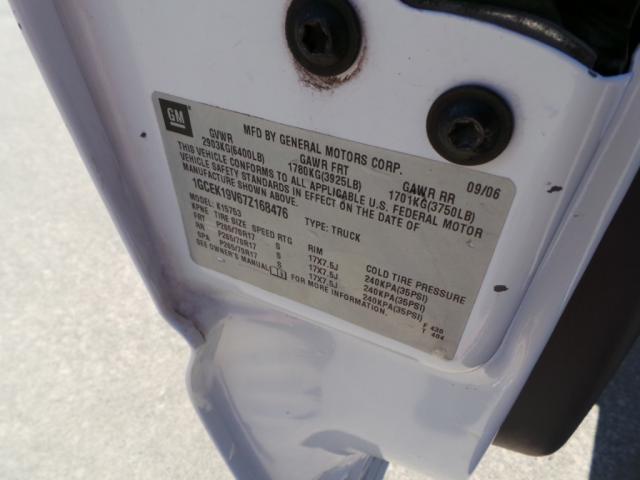 GM
MFD BY GENERAL MOTORS CORP. 09/06
GVWR GAWR FRT GAWR RR
2903KG(6400LB) 1780KG(3925LB) 1701KG(3750LB)
THIS VEHICLE CONFORMS TO ALL APPLICABLE U.S. FEDERAL MOTOR
VEHICLE SAFETY STANDARDS IN EFFECT ON THE DATE OF
MANUFACTURE SHOWN ABOVE.
1GCEK19V67Z168476 TYPE: TRUCK
MODEL: K15753
TIRE SIZE SPEED RTG RIM COLD TIRE PRESSURE
FRT P265/70R17 S 17X7.5J 240KPA(35PSI)
RR P265/70R17 S 17X7.5J 240KPA(35PSI)
SPA P265/70R17 S 17X7.5J 240KPA(35PSI)
SEE OWNER'S MANUAL FOR MORE INFORMATION.
F 430
T 404